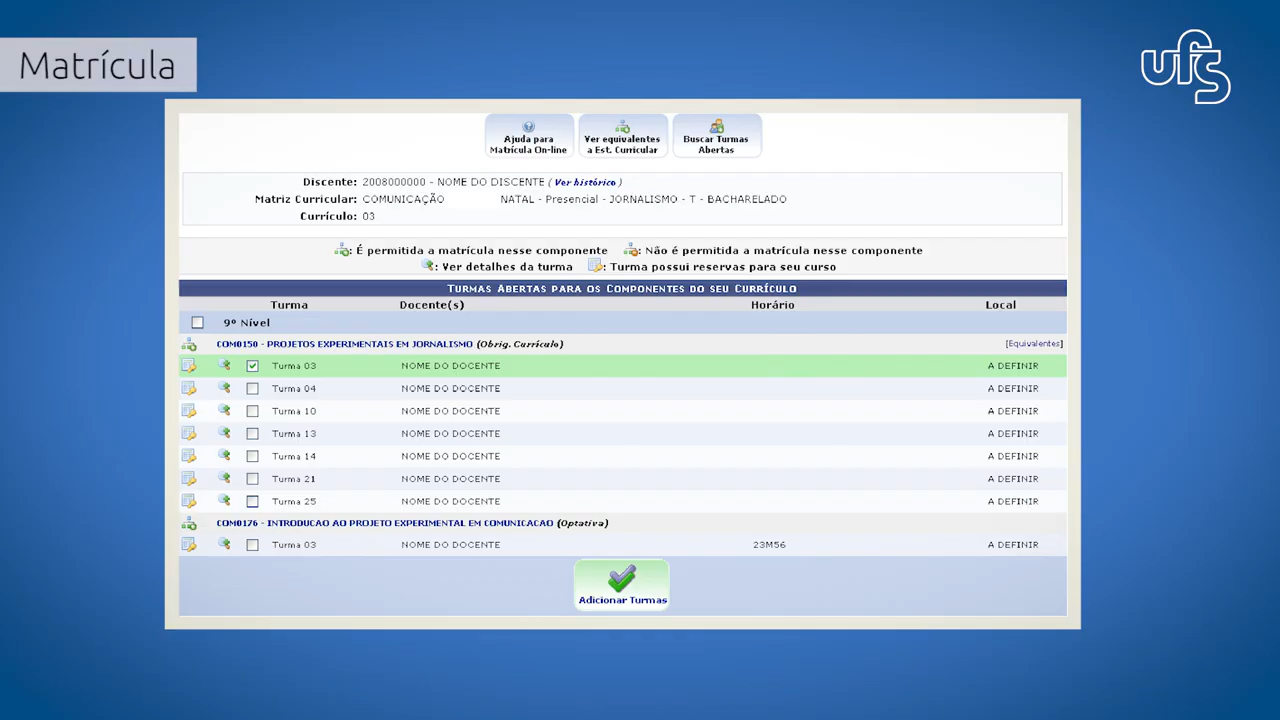 Matrícula
ufs
Ajuda para
Matrícula On-line
Ver equivalentes
a Est. Curricular
Buscar Turmas
Abertas
Discente: 2008000000 - NOME DO DISCENTE ( Ver histórico )
Matriz Curricular: COMUNICAÇÃO NATAL - Presencial - JORNALISMO - T - BACHARELADO
Currículo: 03
: É permitida a matrícula nesse componente : Não é permitida a matrícula nesse componente
: Ver detalhes da turma : Turma possui reservas para seu curso
Turmas Abertas para os Componentes do seu Currículo
Turma Docente(s) Horário Local
9º Nível
COM0150 - PROJETOS EXPERIMENTAIS EM JORNALISMO (Obrig. Currículo) [Equivalentes]
Turma 03 NOME DO DOCENTE A DEFINIR
Turma 04 NOME DO DOCENTE A DEFINIR
Turma 10 NOME DO DOCENTE A DEFINIR
Turma 13 NOME DO DOCENTE A DEFINIR
Turma 14 NOME DO DOCENTE A DEFINIR
Turma 21 NOME DO DOCENTE A DEFINIR
Turma 25 NOME DO DOCENTE A DEFINIR
COM0176 - INTRODUCAO AO PROJETO EXPERIMENTAL EM COMUNICACAO (Optativa)
Turma 03 NOME DO DOCENTE 23M56 A DEFINIR
Adicionar Turmas